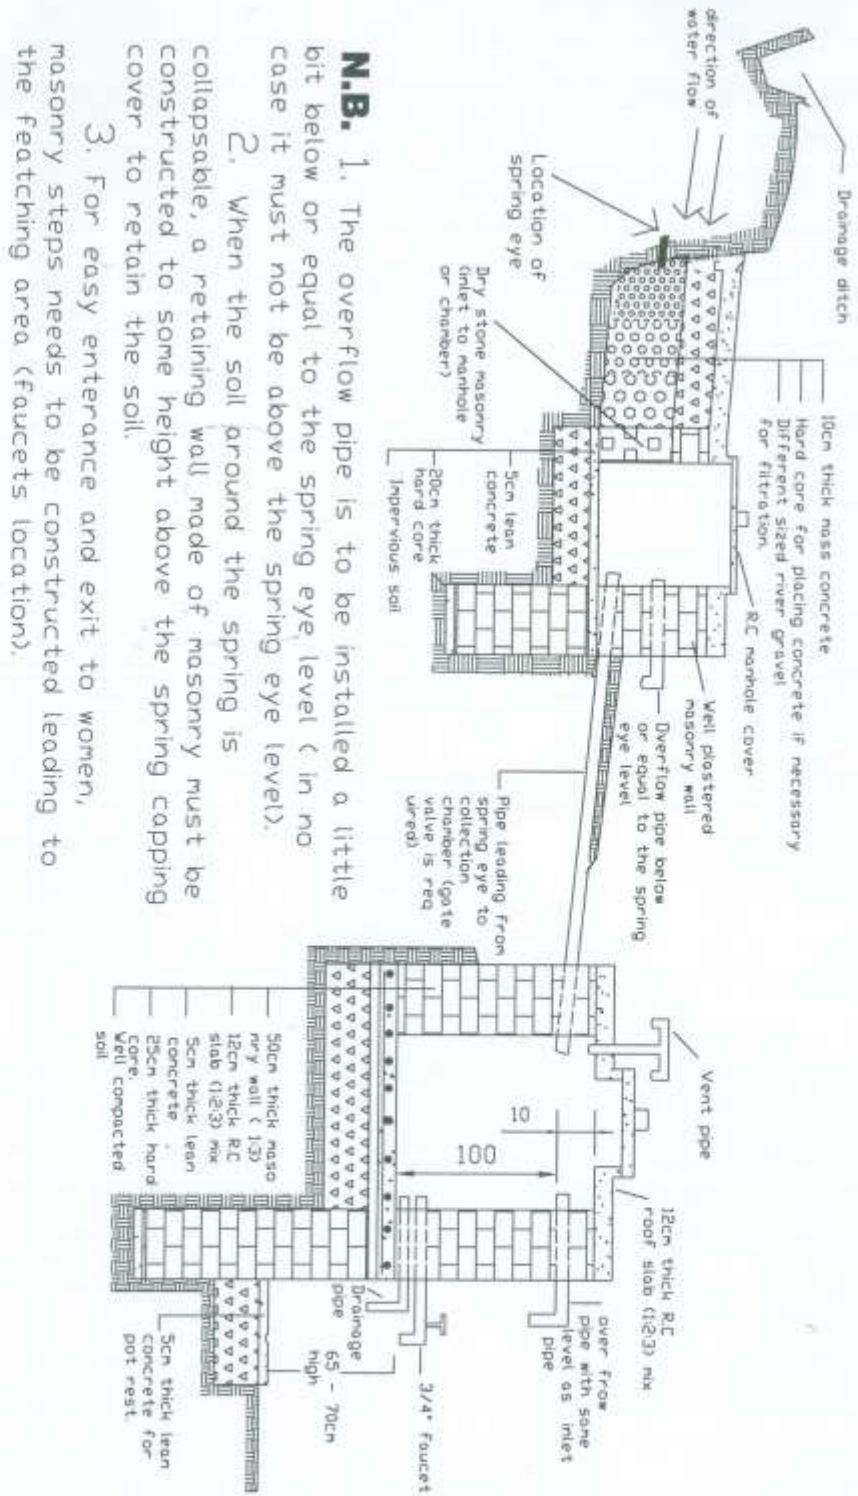 Drainage ditch
direction of
water flow
Location of
spring eye
10cm thick mass concrete
Hard core for placing concrete if necessary
Different sized river gravel
for filtration.
R.C manhole cover
Well plastered
masonry wall
Overflow pipe below
or equal to the spring
eye level
Dry stone masonry
(inlet to manhole
or chamber)
5cm lean
concrete
20cm thick
hard core
Impervious soil
Pipe leading from
spring eye to
collection
chamber (gate
valve is req
uired)
Vent pipe
12cm thick R.C
roof slab (1:2:3) mix
over frow
pipe with same
level as inlet
pipe
10
100
3/4" faucet
65 - 70cm
high
Drainage
pipe
5cm thick lean
concrete for
pot rest.
50cm thick maso
nry wall ( 1:3)
12cm thick R.C
slab (1:2:3) mix
5cm thick lean
concrete .
25cm thick hard
core.
Well compacted
soil
N.B. 1. The overflow pipe is to be installed a little
bit below or equal to the spring eye level ( in no
case it must not be above the spring eye level).
2. When the soil around the spring is
collapsable, a retaining wall made of masonry must be
constructed to some height above the spring capping
cover to retain the soil.
3. For easy enterance and exit to women,
masonry steps needs to be constructed leading to
the featching area (faucets location).